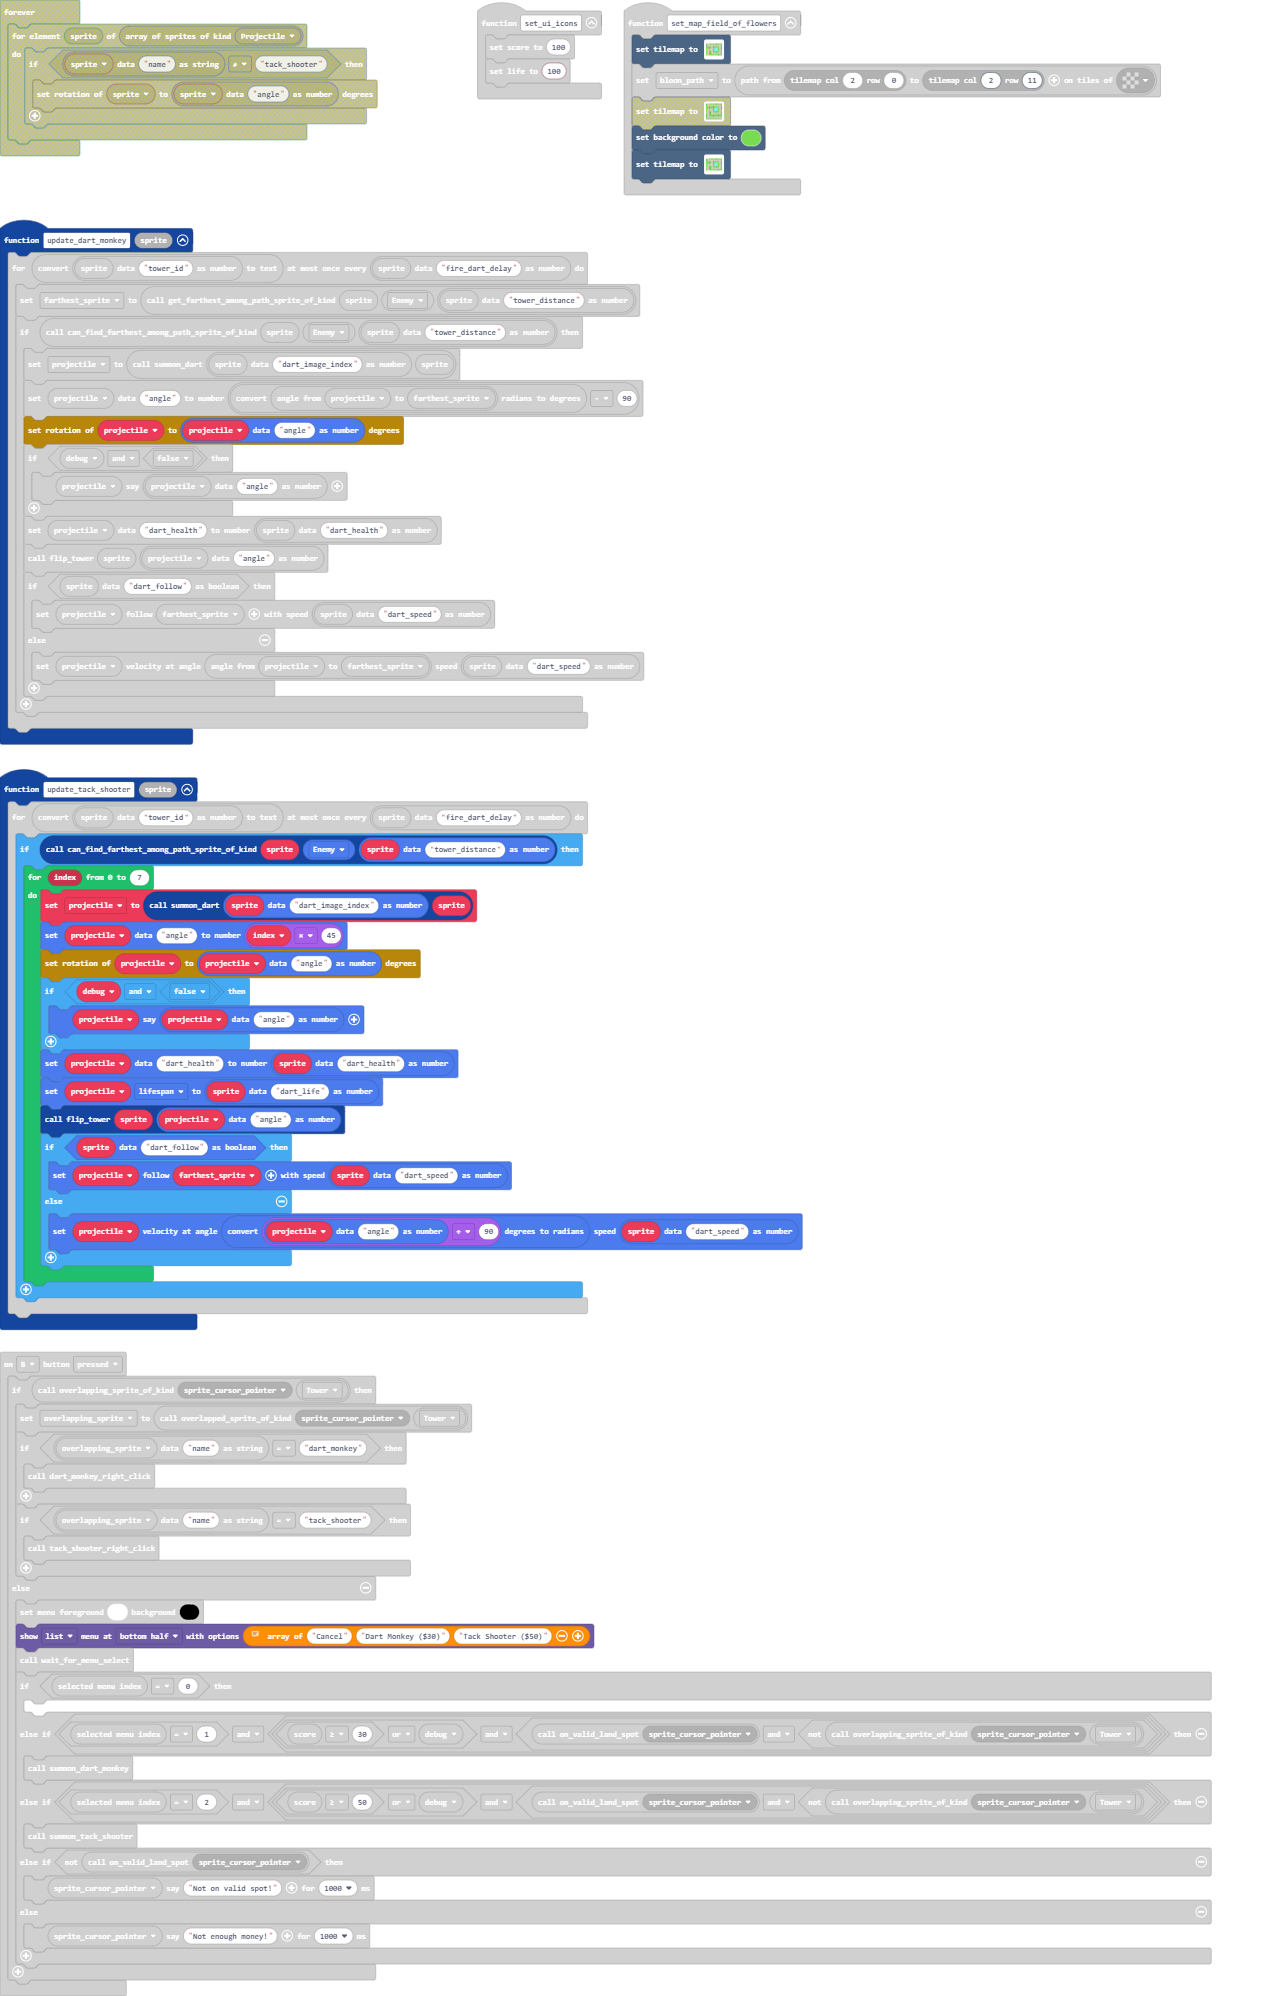 forever
for element sprite of array of sprites of kind Projectile
do
if sprite data "name" as string ≠ "tack_shooter" then
set rotation of sprite to sprite data "angle" as number degrees
function set_ui_icons
set score to 100
set life to 100
function set_map_field_of_flowers
set tilemap to
set bloon_path to path from tilemap col 2 row 0 to tilemap col 2 row 11 on tiles of
set tilemap to
set background color to
set tilemap to
function update_dart_monkey sprite
for convert sprite data "tower_id" as number to text at most once every sprite data "fire_dart_delay" as number do
set farthest_sprite to call get_farthest_among_path_sprite_of_kind sprite Enemy sprite data "tower_distance" as number
if call can_find_farthest_among_path_sprite_of_kind sprite Enemy sprite data "tower_distance" as number then
set projectile to call summon_dart sprite data "dart_image_index" as number sprite
set projectile data "angle" to number convert angle from projectile to farthest_sprite radians to degrees - 90
set rotation of projectile to projectile data "angle" as number degrees
if debug and false then
projectile say projectile data "angle" as number
set projectile data "dart_health" to number sprite data "dart_health" as number
call flip_tower sprite projectile data "angle" as number
if sprite data "dart_follow" as boolean then
set projectile follow farthest_sprite with speed sprite data "dart_speed" as number
else
set projectile velocity at angle angle from projectile to farthest_sprite speed sprite data "dart_speed" as number
function update_tack_shooter sprite
for convert sprite data "tower_id" as number to text at most once every sprite data "fire_dart_delay" as number do
if call can_find_farthest_among_path_sprite_of_kind sprite Enemy sprite data "tower_distance" as number then
for index from 0 to 7
do
set projectile to call summon_dart sprite data "dart_image_index" as number sprite
set projectile data "angle" to number index × 45
set rotation of projectile to projectile data "angle" as number degrees
if debug and false then
projectile say projectile data "angle" as number
set projectile data "dart_health" to number sprite data "dart_health" as number
set projectile lifespan to sprite data "dart_life" as number
call flip_tower sprite projectile data "angle" as number
if sprite data "dart_follow" as boolean then
set projectile follow farthest_sprite with speed sprite data "dart_speed" as number
else
set projectile velocity at angle convert projectile data "angle" as number + 90 degrees to radians speed sprite data "dart_speed" as number
on B button pressed
if call overlapping_sprite_of_kind sprite_cursor_pointer Tower then
set overlapping_sprite to call overlapped_sprite_of_kind sprite_cursor_pointer Tower
if overlapping_sprite data "name" as string = "dart_monkey" then
call dart_monkey_right_click
if overlapping_sprite data "name" as string = "tack_shooter" then
call tack_shooter_right_click
else
set menu foreground background
show list menu at bottom half with options array of "Cancel" "Dart Monkey ($30)" "Tack Shooter ($50)"
call wait_for_menu_select
if selected menu index = 0 then
else if selected menu index = 1 and score ≥ 30 or debug and call on_valid_land_spot sprite_cursor_pointer and not call overlapping_sprite_of_kind sprite_cursor_pointer Tower then
call summon_dart_monkey
else if selected menu index = 2 and score ≥ 50 or debug and call on_valid_land_spot sprite_cursor_pointer and not call overlapping_sprite_of_kind sprite_cursor_pointer Tower then
call summon_tack_shooter
else if not call on_valid_land_spot sprite_cursor_pointer then
sprite_cursor_pointer say "Not on valid spot!" for 1000 ms
else
sprite_cursor_pointer say "Not enough money!" for 1000 ms